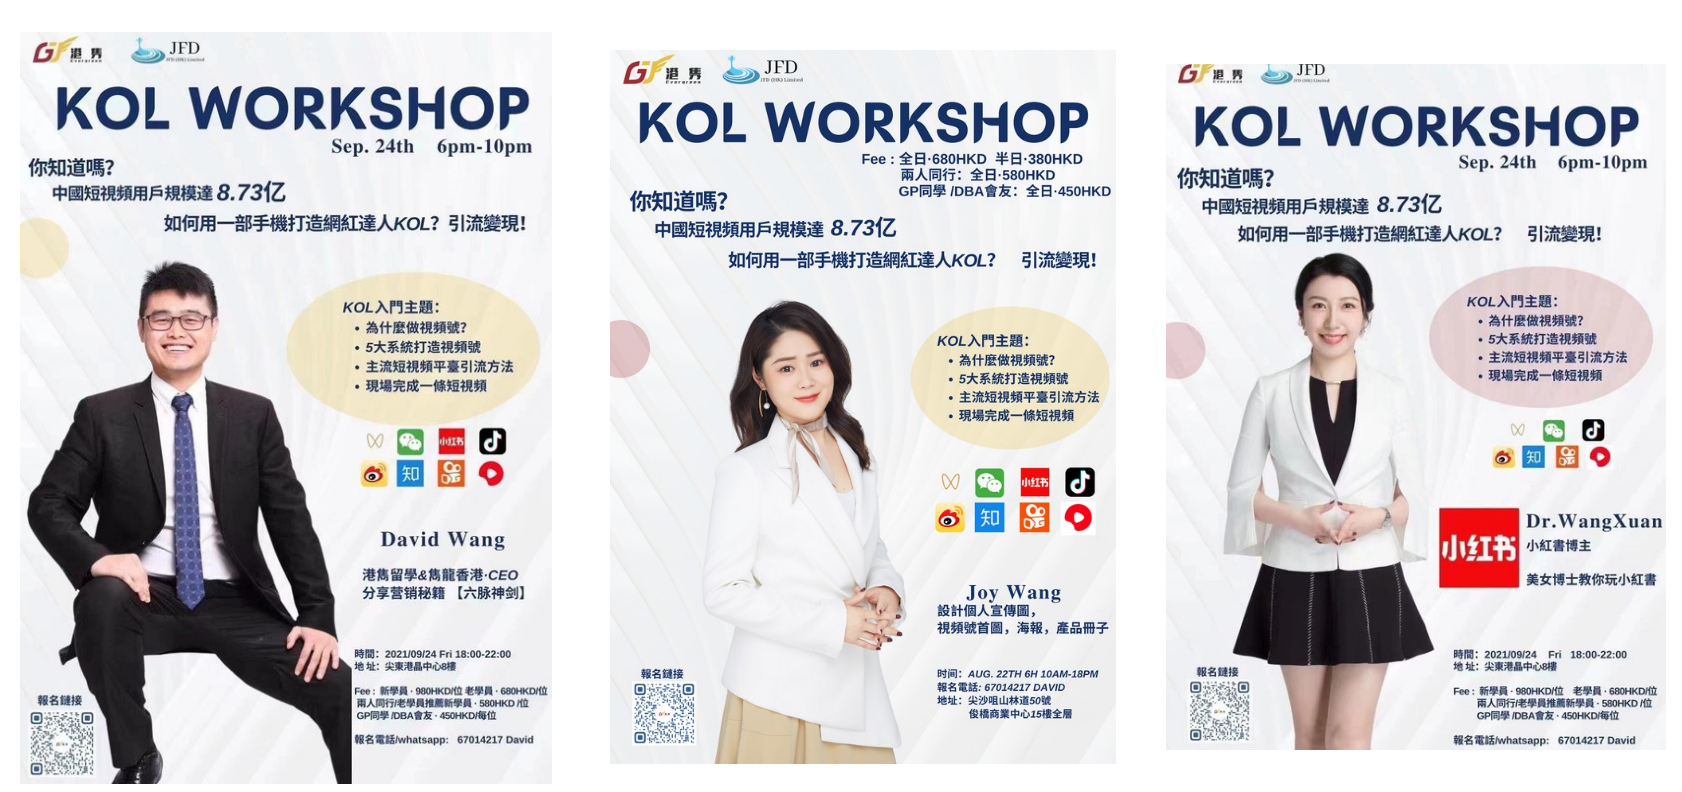 GF 港雋
Evergreen
JFD
JFD (HK) Limited
KOL WORKSHOP
Sep. 24th 6pm-10pm
你知道嗎?
中國短視頻用戶規模達 8.73亿
如何用一部手機打造網紅達人KOL? 引流變現!
KOL入門主題:
• 為什麼做視頻號?
• 5大系統打造視頻號
• 主流短視頻平臺引流方法
• 現場完成一條短視頻
小红书
知
David Wang
港雋留學&雋龍香港·CEO
分享营销秘籍 【六脉神剑】
時間: 2021/09/24 Fri 18:00-22:00
地 址: 尖東港晶中心8樓
Fee : 新學員 · 980HKD/位 老學員 · 680HKD/位
兩人同行/老學員推薦新學員 · 580HKD /位
GP同學 /DBA會友 · 450HKD/每位
報名電話/whatsapp: 67014217 David
報名鏈接
GF 港雋
Evergreen
JFD
JFD (HK) Limited
KOL WORKSHOP
Fee : 全日·680HKD 半日·380HKD
兩人同行: 全日·580HKD
GP同學 /DBA會友: 全日·450HKD
你知道嗎?
中國短視頻用戶規模達 8.73亿
如何用一部手機打造網紅達人KOL? 引流變現!
KOL入門主題:
• 為什麼做視頻號?
• 5大系統打造視頻號
• 主流短視頻平臺引流方法
• 現場完成一條短視頻
小红书
知
Joy Wang
設計個人宣傳圖,
視頻號首圖, 海報, 產品冊子
时间: AUG. 22TH 6H 10AM-18PM
報名電話: 67014217 DAVID
地址: 尖沙咀山林道50號
俊橋商業中心15樓全層
報名鏈接
GF 港雋
Evergreen
JFD
JFD (HK) Limited
KOL WORKSHOP
Sep. 24th 6pm-10pm
你知道嗎?
中國短視頻用戶規模達 8.73亿
如何用一部手機打造網紅達人KOL? 引流變現!
KOL入門主題:
• 為什麼做視頻號?
• 5大系統打造視頻號
• 主流短視頻平臺引流方法
• 現場完成一條短視頻
知
小红书
Dr.WangXuan
小紅書博主
美女博士教你玩小紅書
時間: 2021/09/24 Fri 18:00-22:00
地 址: 尖東港晶中心8樓
Fee : 新學員 · 980HKD/位 老學員 · 680HKD/位
兩人同行/老學員推薦新學員 · 580HKD /位
GP同學 /DBA會友 · 450HKD/每位
報名電話/whatsapp: 67014217 David
報名鏈接